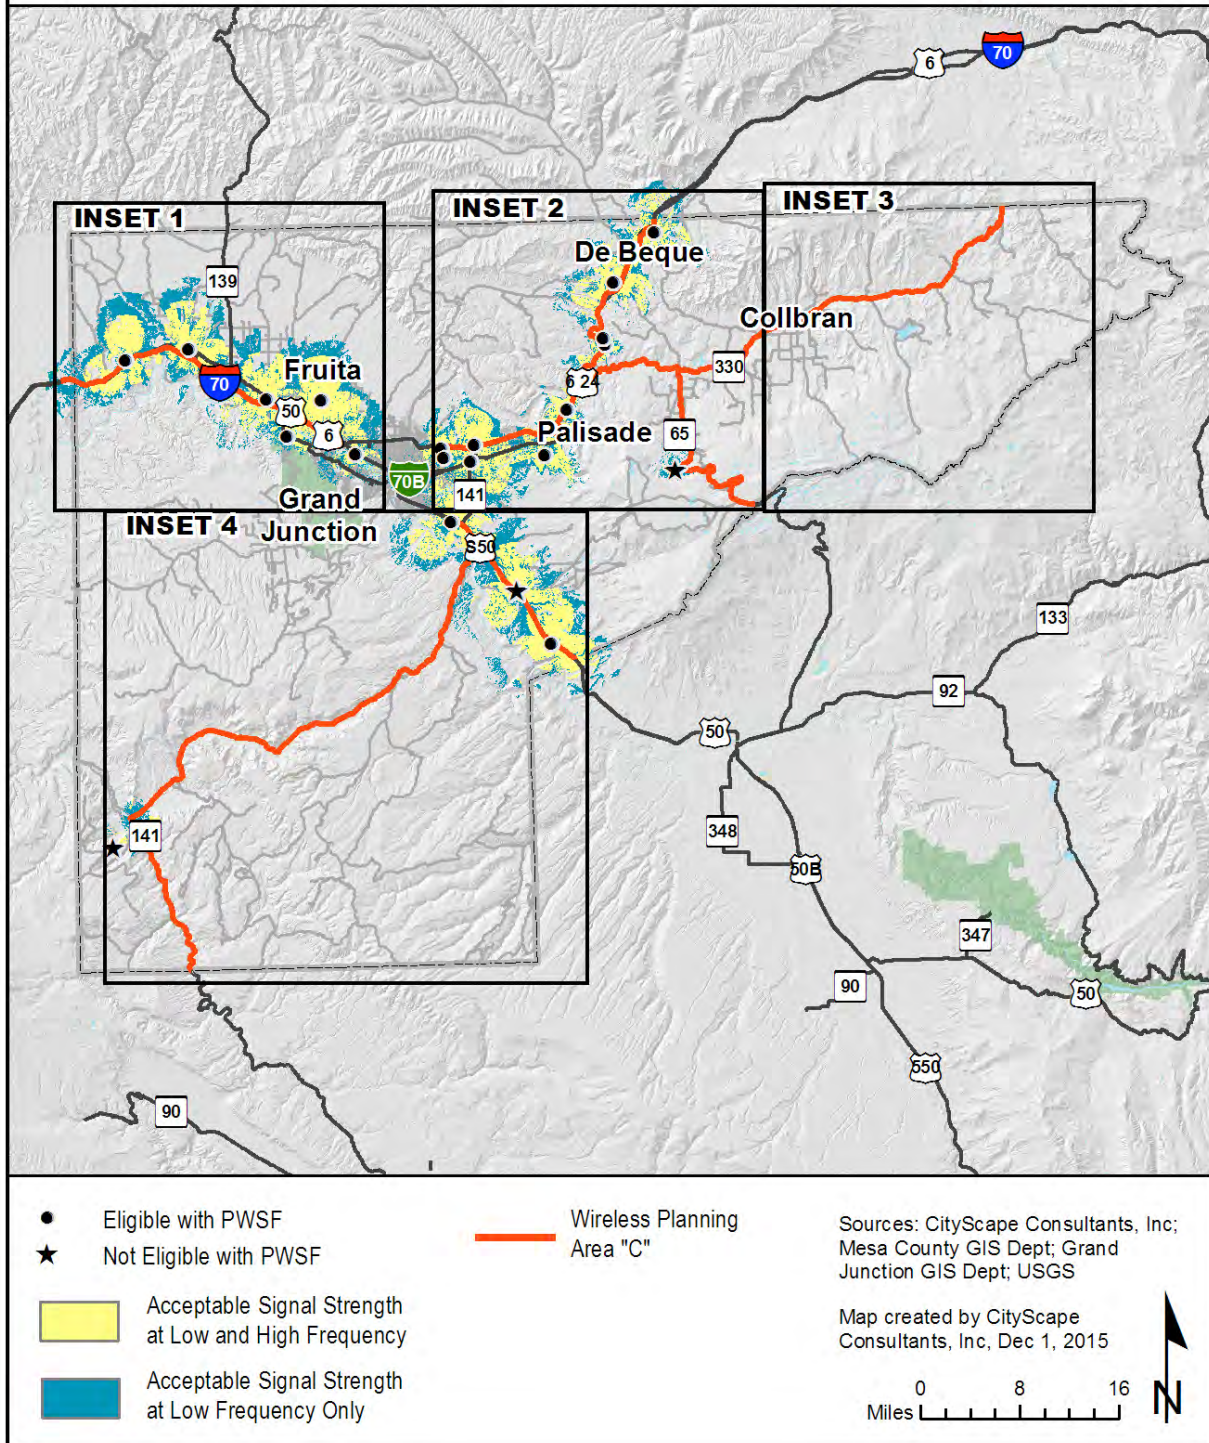 6
70
INSET 1
INSET 2
INSET 3
De Beque
139
Collbran
Fruita
70
50
6 24
330
6
Palisade
65
70B
141
Grand
Junction
INSET 4
S50
133
92
50
348
141
50B
347
90
50
550
90
Eligible with PWSF
Not Eligible with PWSF
Acceptable Signal Strength
at Low and High Frequency
Acceptable Signal Strength
at Low Frequency Only
Wireless Planning
Area "C"
Sources: CityScape Consultants, Inc;
Mesa County GIS Dept; Grand
Junction GIS Dept; USGS
Map created by CityScape
Consultants, Inc, Dec 1, 2015
0 8 16
Miles
N